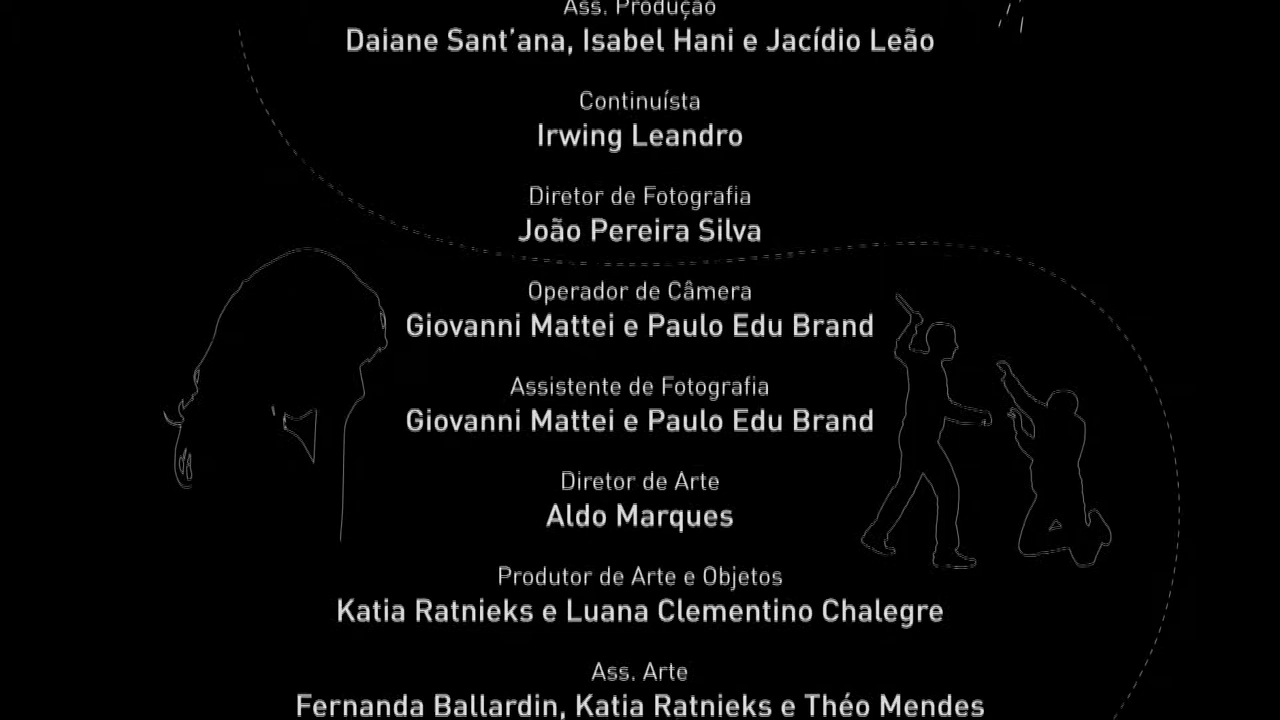 Ass. Produção
Daiane Sant'ana, Isabel Hani e Jacídio Leão
Continuísta
Irwing Leandro
Diretor de Fotografia
João Pereira Silva
Operador de Câmera
Giovanni Mattei e Paulo Edu Brand
Assistente de Fotografia
Giovanni Mattei e Paulo Edu Brand
Diretor de Arte
Aldo Marques
Produtor de Arte e Objetos
Katia Ratnieks e Luana Clementino Chalegre
Ass. Arte
Fernanda Ballardin, Katia Ratnieks e Théo Mendes